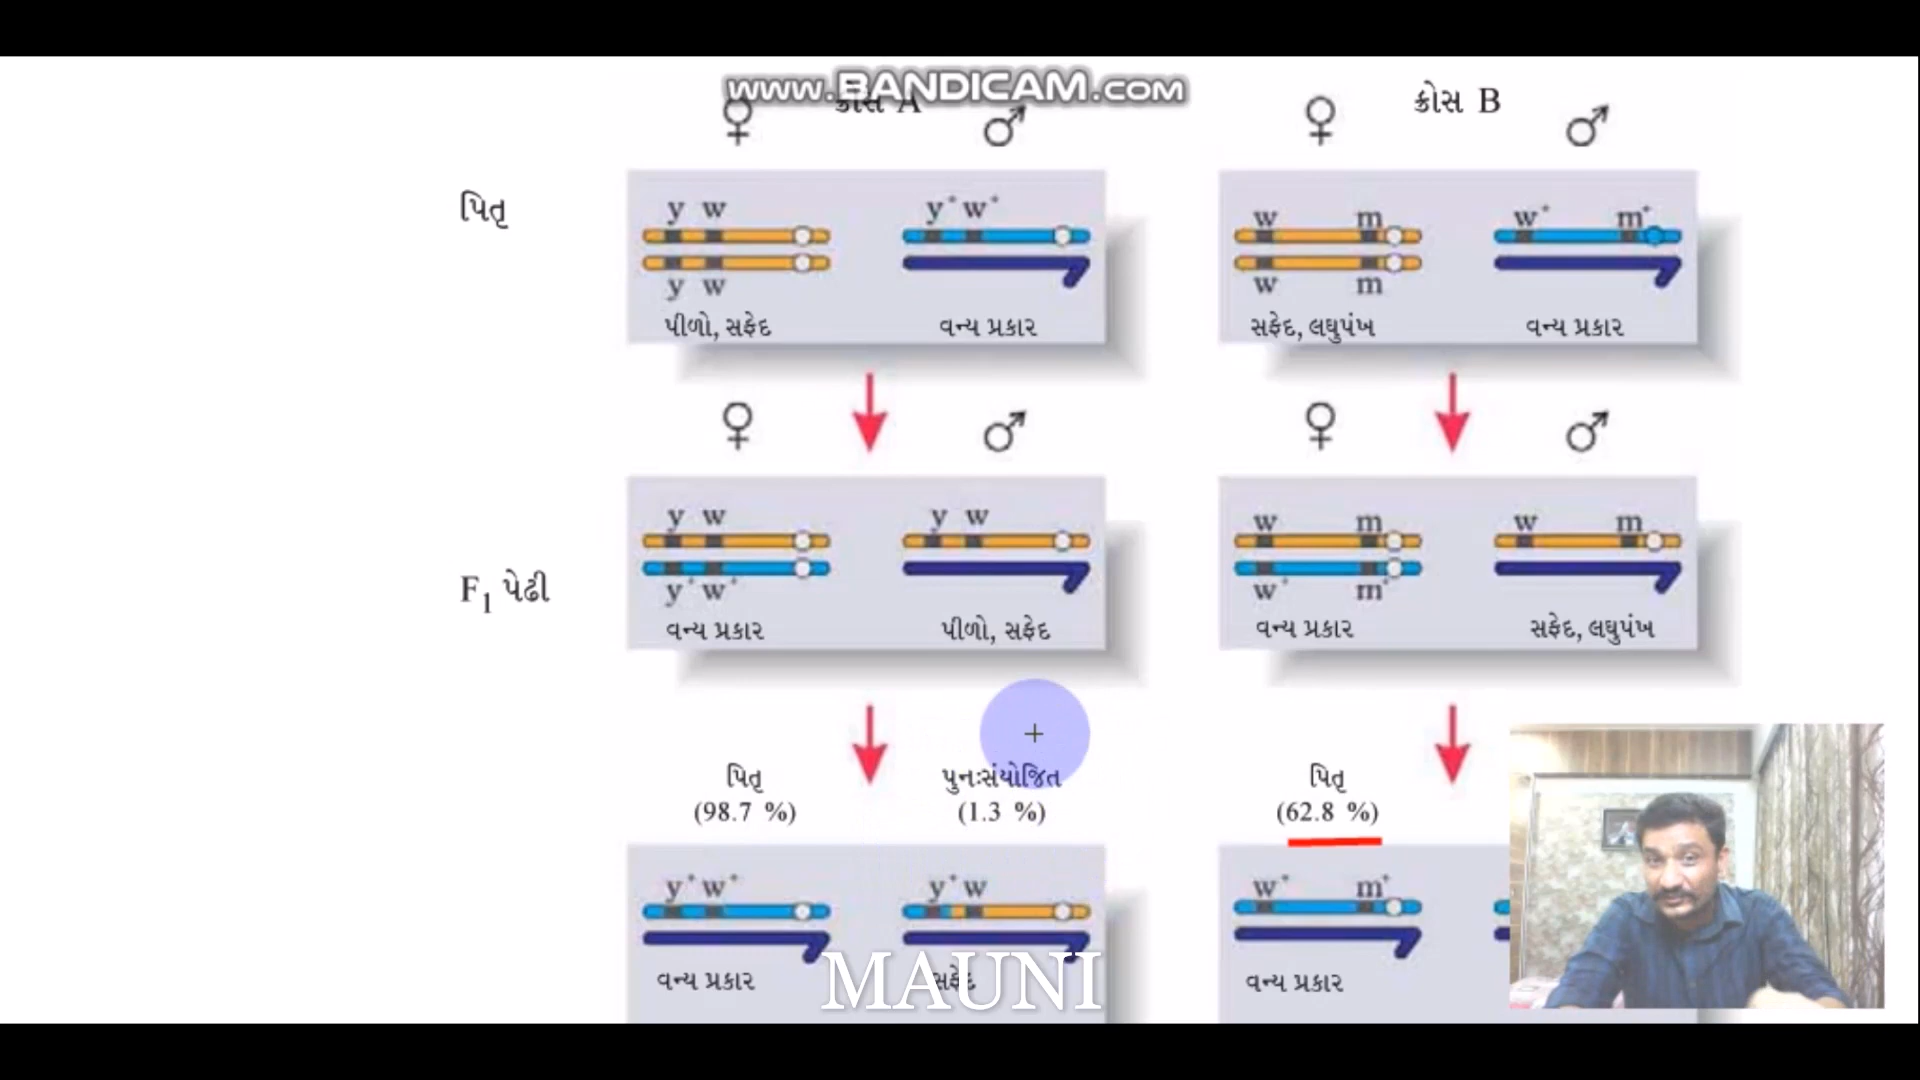 www.BANDICAM.com
ક્રોસ A
ક્રોસ B
પિતૃ
y w
y⁺ w⁺
y w
પીળો, સફેદ
વન્ય પ્રકાર
w m
w⁺ m⁺
w m
સફેદ, લઘુપંખ
વન્ય પ્રકાર
F₁ પેઢી
y w
y w
y⁺ w⁺
વન્ય પ્રકાર
પીળો, સફેદ
w m
w m
w⁺ m⁺
વન્ય પ્રકાર
સફેદ, લઘુપંખ
પિતૃ
(98.7 %)
પુનઃસંયોજિત
(1.3 %)
પિતૃ
(62.8 %)
y⁺ w⁺
y⁺ w
વન્ય પ્રકાર
સફેદ
w⁺ m⁺
વન્ય પ્રકાર
MAUNI